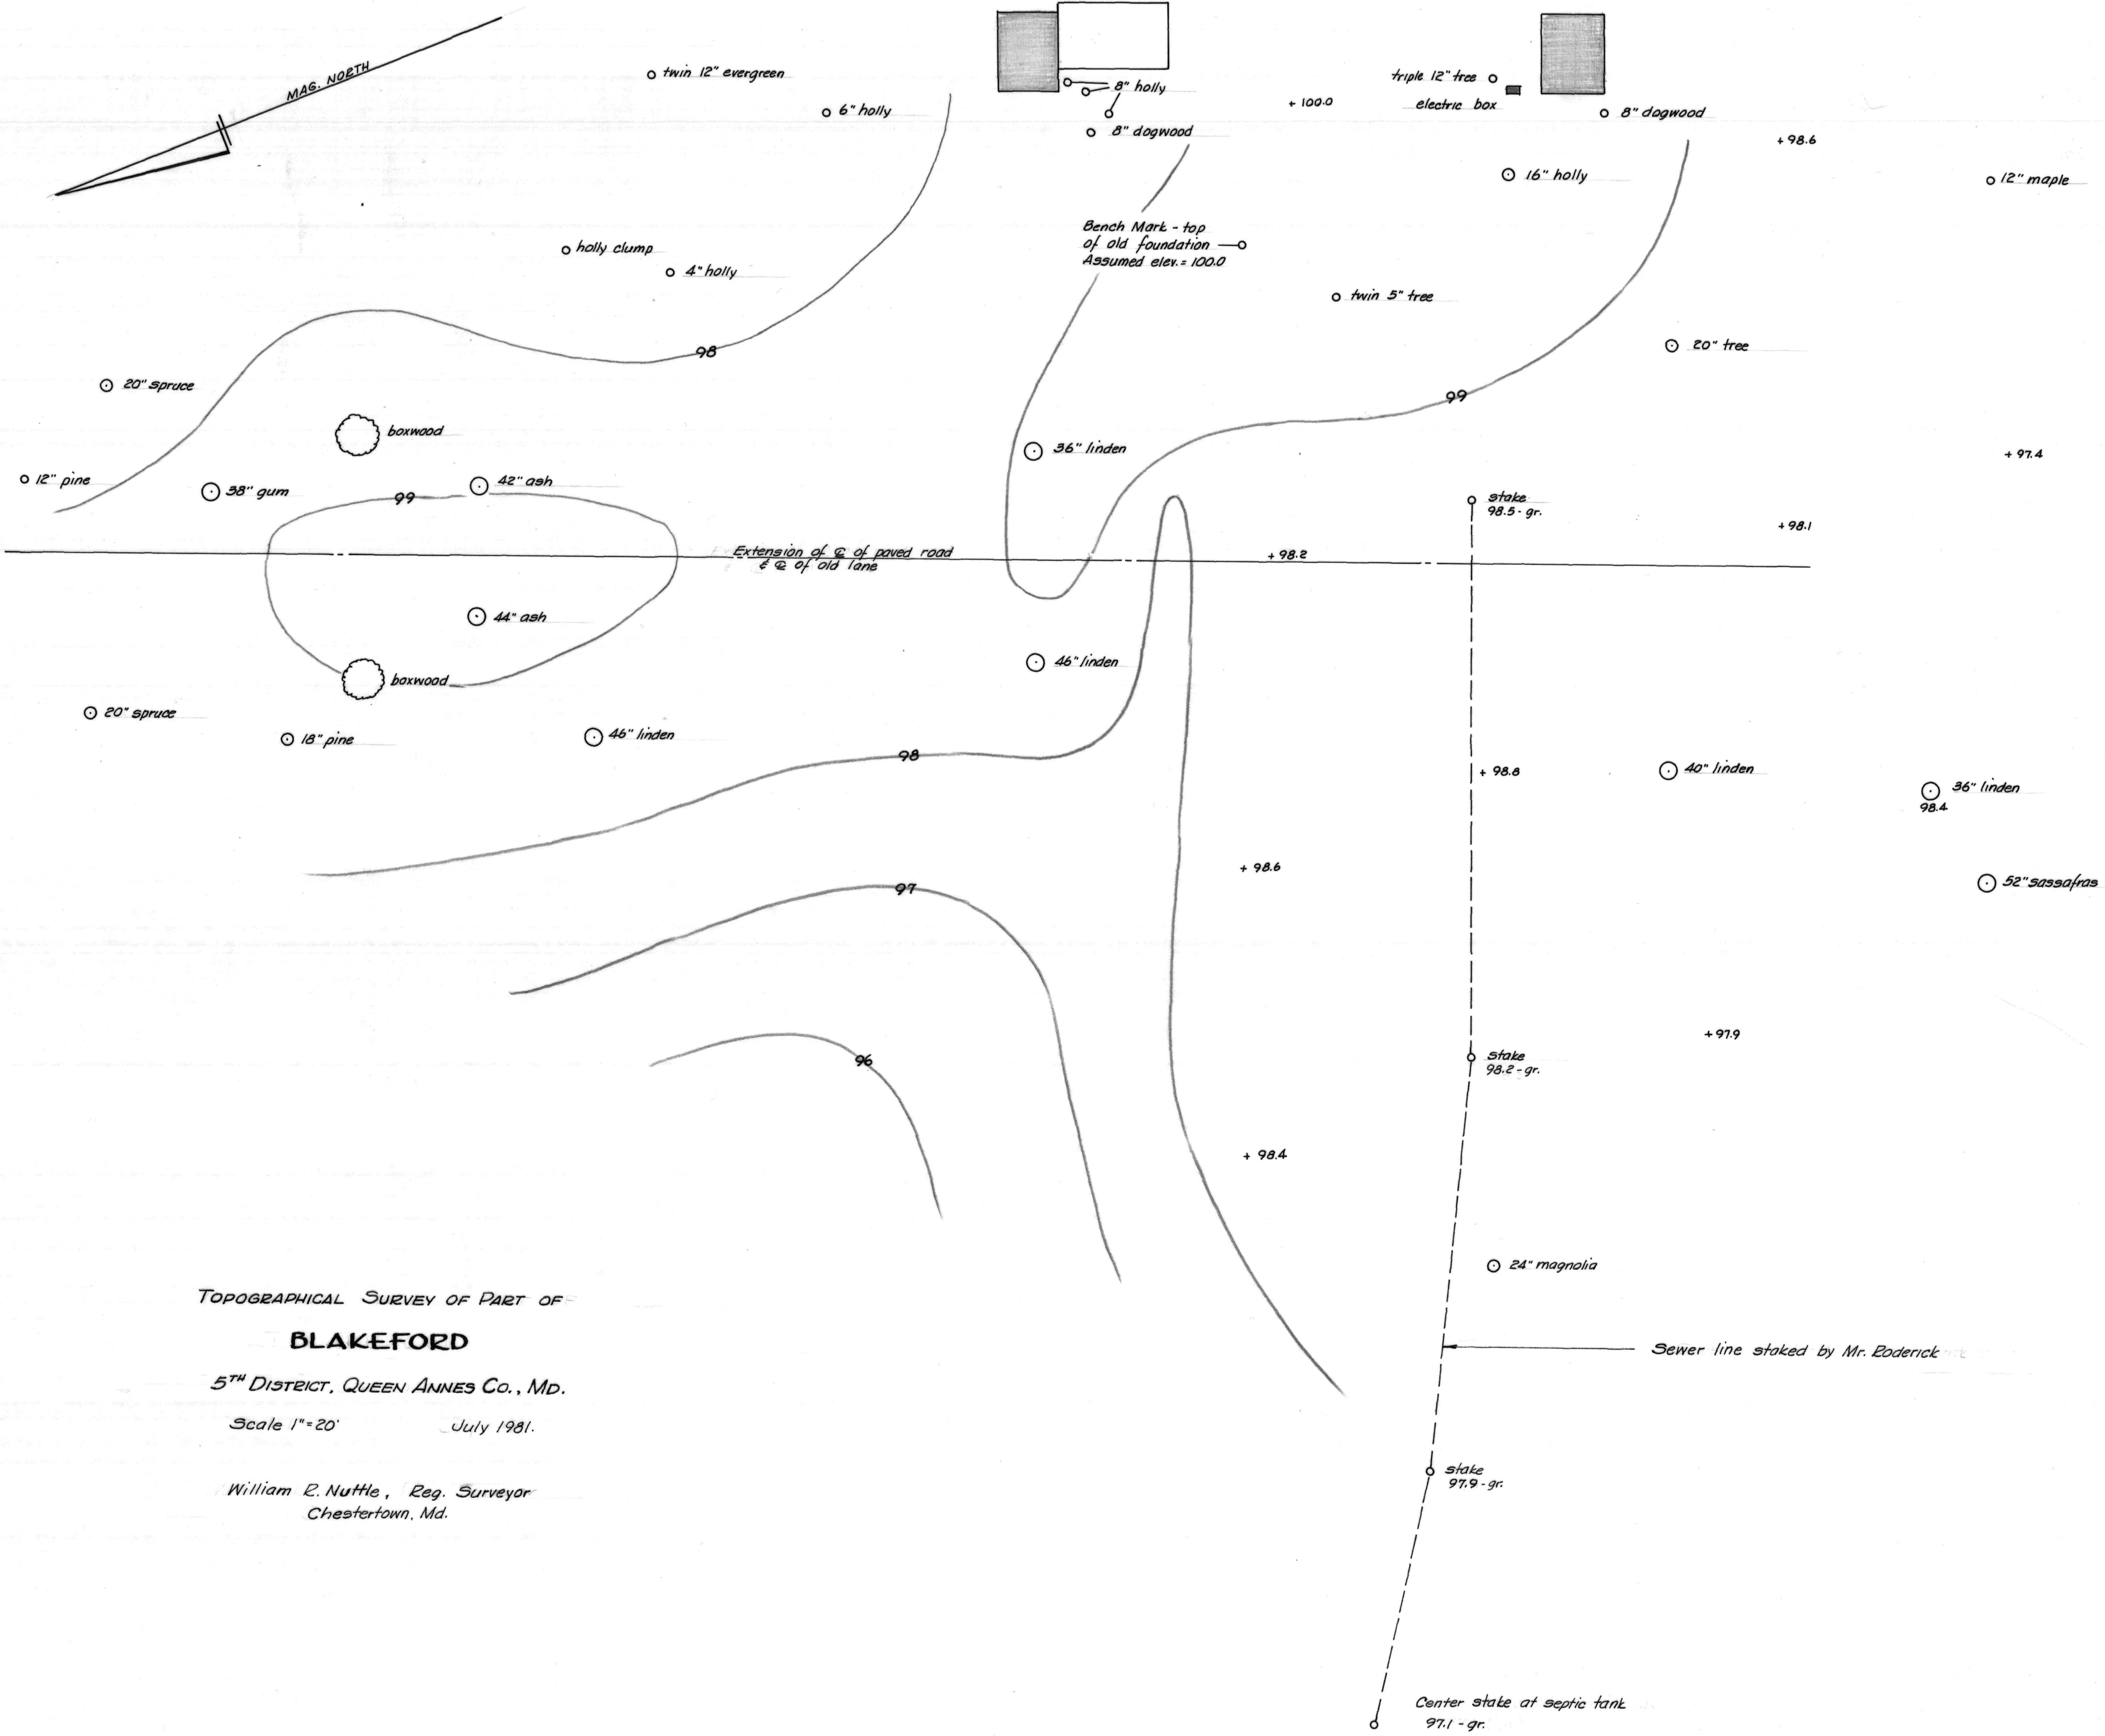 MAG. NORTH
twin 12" evergreen
6" holly
8" holly
8" dogwood
+ 100.0
triple 12" tree
electric box
8" dogwood
+ 98.6
16" holly
12" maple
holly clump
4" holly
Bench Mark - top
of old foundation
Assumed elev. = 100.0
twin 5" tree
20" tree
98
20" spruce
99
boxwood
36" linden
+ 97.4
12" pine
38" gum
99
42" ash
stake
98.5 - gr.
+ 98.1
Extension of ℄ of paved road
& ℄ of old lane
+ 98.2
44" ash
46" linden
boxwood
20" spruce
18" pine
46" linden
98
+ 98.8
40" linden
36" linden
98.4
+ 98.6
97
52" sassafras
+ 97.9
96
stake
98.2 - gr.
+ 98.4
24" magnolia
TOPOGRAPHICAL SURVEY OF PART OF
BLAKEFORD
5TH DISTRICT, QUEEN ANNES CO., MD.
Scale 1"=20' July 1981.
William R. Nuttle, Reg. Surveyor
Chestertown, Md.
Sewer line staked by Mr. Roderick
stake
97.9 - gr.
Center stake at septic tank
97.1 - gr.